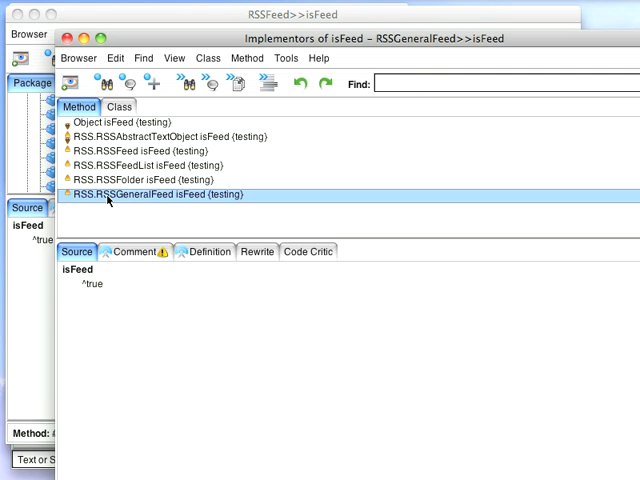 RSSFeed>>isFeed
Browser
Package
Source
isFeed
^true
Method:
Text or S
Implementors of isFeed – RSSGeneralFeed>>isFeed
Browser Edit Find View Class Method Tools Help
Find:
Method Class
Object isFeed {testing}
RSS.RSSAbstractTextObject isFeed {testing}
RSS.RSSFeed isFeed {testing}
RSS.RSSFeedList isFeed {testing}
RSS.RSSFolder isFeed {testing}
RSS.RSSGeneralFeed isFeed {testing}
Source Comment Definition Rewrite Code Critic
isFeed
^true